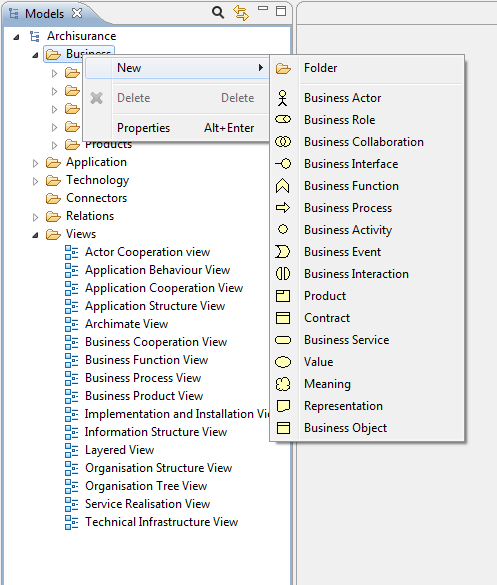 Models
Archisurance
Business
Products
Application
Technology
Connectors
Relations
Views
Actor Cooperation view
Application Behaviour View
Application Cooperation View
Application Structure View
Archimate View
Business Cooperation View
Business Function View
Business Process View
Business Product View
Implementation and Installation Vi
Information Structure View
Layered View
Organisation Structure View
Organisation Tree View
Service Realisation View
Technical Infrastructure View
New
Delete Delete
Properties Alt+Enter
Folder
Business Actor
Business Role
Business Collaboration
Business Interface
Business Function
Business Process
Business Activity
Business Event
Business Interaction
Product
Contract
Business Service
Value
Meaning
Representation
Business Object